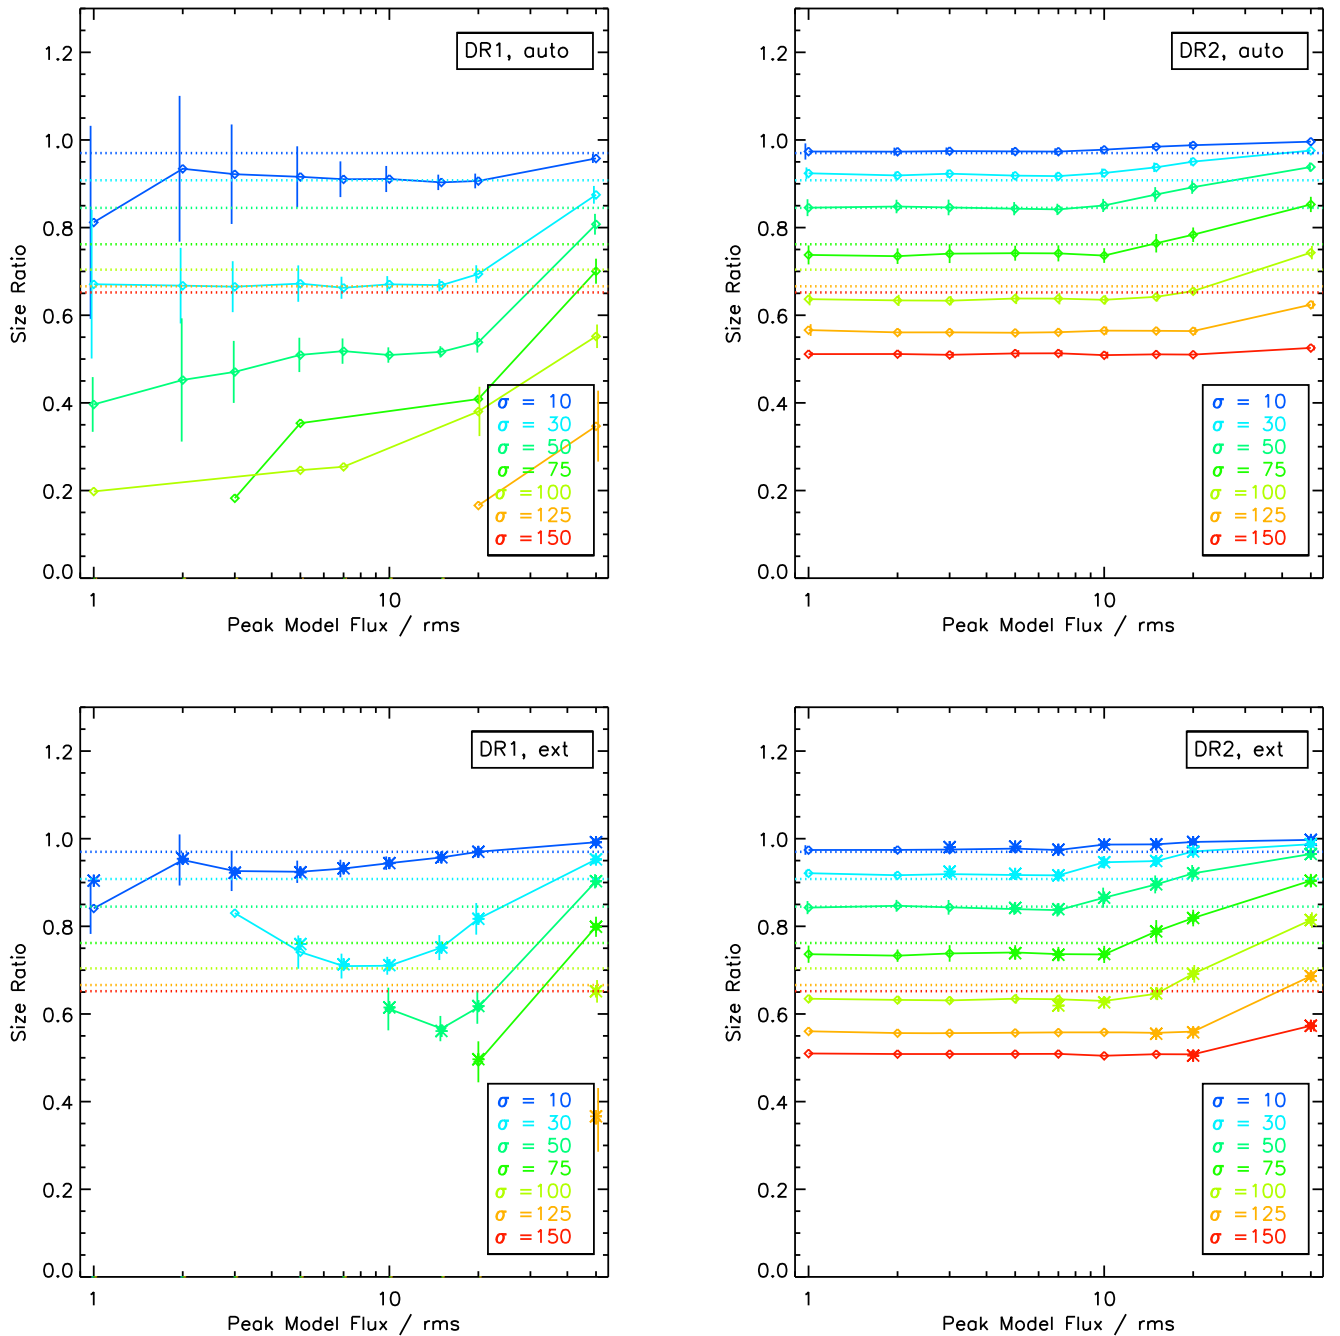 DR1, auto
1.2
1.0
0.8
0.6
0.4
0.2
0.0
Size Ratio
σ = 10
σ = 30
σ = 50
σ = 75
σ =100
σ =125
σ =150
1 10
Peak Model Flux / rms
DR2, auto
1.2
1.0
0.8
0.6
0.4
0.2
0.0
Size Ratio
σ = 10
σ = 30
σ = 50
σ = 75
σ =100
σ =125
σ =150
1 10
Peak Model Flux / rms
DR1, ext
1.2
1.0
0.8
0.6
0.4
0.2
0.0
Size Ratio
σ = 10
σ = 30
σ = 50
σ = 75
σ =100
σ =125
σ =150
1 10
Peak Model Flux / rms
DR2, ext
1.2
1.0
0.8
0.6
0.4
0.2
0.0
Size Ratio
σ = 10
σ = 30
σ = 50
σ = 75
σ =100
σ =125
σ =150
1 10
Peak Model Flux / rms